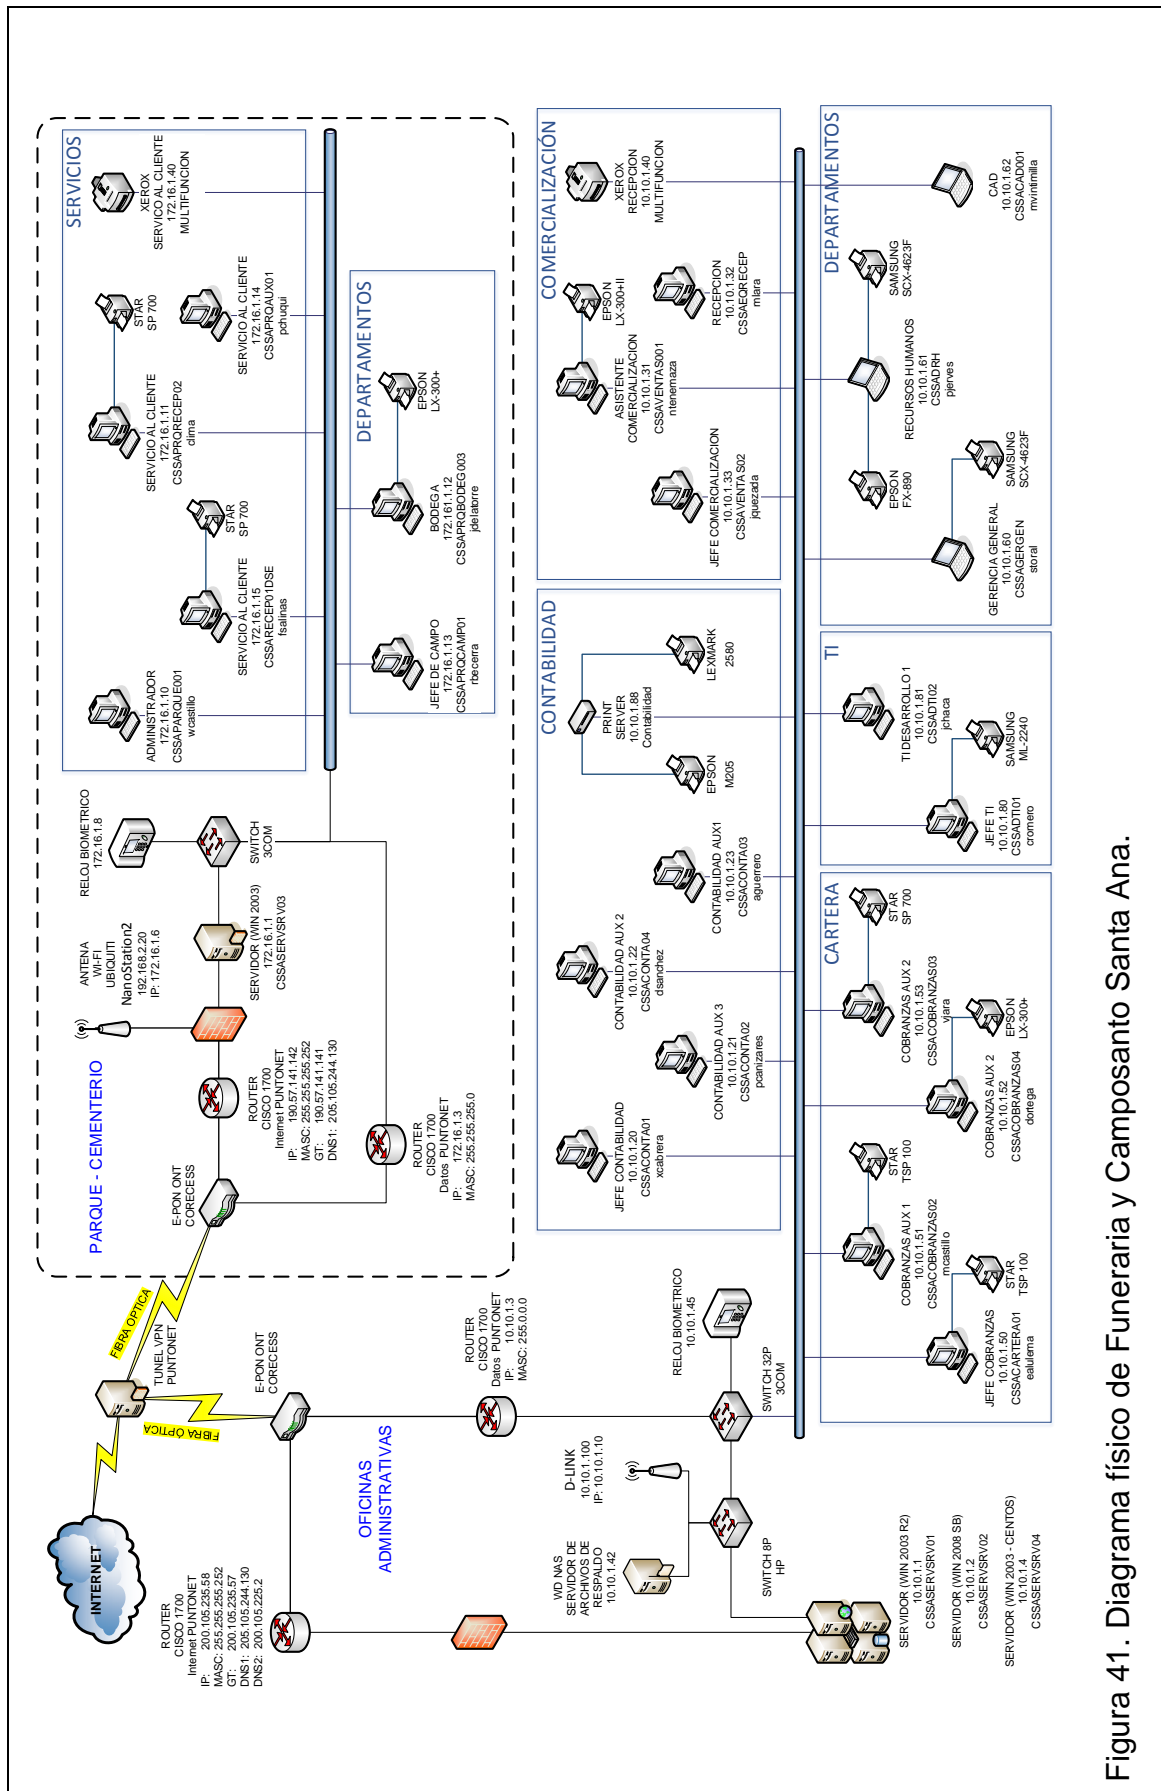 INTERNET
TUNEL VPN
PUNTONET
FIBRA OPTICA
FIBRA ÓPTICA
ROUTER
CISCO 1700
Internet PUNTONET
IP: 200.105.235.58
MASC: 255.255.255.252
GT: 200.105.235.57
DNS1: 205.105.244.130
DNS2: 200.105.225.2
E-PON ONT
CORECESS
OFICINAS
ADMINISTRATIVAS
ROUTER
CISCO 1700
Datos PUNTONET
IP: 10.10.1.3
MASC: 255.0.0.0
WD NAS
SERVIDOR DE
ARCHIVOS DE
RESPALDO
10.10.1.42
D-LINK
10.10.1.100
IP: 10.10.1.10
SWITCH 8P
HP
SWITCH 32P
3COM
RELOJ BIOMETRICO
10.10.1.45
SERVIDOR (WIN 2003 R2)
10.10.1.1
CSSASERVSRV01
SERVIDOR (WIN 2008 SB)
10.10.1.2
CSSASERVSRV02
SERVIDOR (WIN 2003 - CENTOS)
10.10.1.4
CSSASERVSRV04
PARQUE - CEMENTERIO
E-PON ONT
CORECESS
ROUTER
CISCO 1700
Internet PUNTONET
IP: 190.57.141.142
MASC: 255.255.255.252
GT: 190.57.141.141
DNS1: 205.105.244.130
ROUTER
CISCO 1700
Datos PUNTONET
IP: 172.16.1.3
MASC: 255.255.255.0
ANTENA
WI-FI
UBIQUITI
NanoStation2
192.168.2.20
IP: 172.16.1.6
SERVIDOR (WIN 2003)
172.16.1.1
CSSASERVSRV03
RELOJ BIOMETRICO
172.16.1.8
SWITCH
3COM
SERVICIOS
ADMINISTRADOR
172.16.1.10
CSSAPARQUE001
wcastillo
SERVICIO AL CLIENTE
172.16.1.15
CSSARECEP01DSE
fsalinas
STAR
SP 700
SERVICIO AL CLIENTE
172.16.1.11
CSSAPRQRECEP02
clima
STAR
SP 700
SERVICIO AL CLIENTE
172.16.1.14
CSSAPRQAUX01
pchuqui
XEROX
SERVICO AL CLIENTE
172.16.1.40
MULTIFUNCION
DEPARTAMENTOS
JEFE DE CAMPO
172.16.1.13
CSSAPRQCAMP01
rbecerra
BODEGA
172.161.1.12
CSSAPRQBODEG003
jdelatorre
EPSON
LX-300+
CONTABILIDAD
JEFE CONTABILIDAD
10.10.1.20
CSSACONTA01
xcabrera
CONTABILIDAD AUX 3
10.10.1.21
CSSACONTA02
pcanizares
CONTABILIDAD AUX 2
10.10.1.22
CSSACONTA04
dsanchez
CONTABILIDAD AUX1
10.10.1.23
CSSACONTA03
aguerrero
EPSON
M205
PRINT
SERVER
10.10.1.88
Contabilidad
LEXMARK
2580
COMERCIALIZACIÓN
JEFE COMERCIALIZACION
10.10.1.33
CSSAVENTAS02
jquezada
ASISTENTE
COMERCIALIZACION
10.10.1.31
CSSAVENTAS001
ntenemaza
EPSON
LX-300+II
RECEPCION
10.10.1.32
CSSAEQRECEP
mlara
XEROX
RECEPCION
10.10.1.40
MULTIFUNCION
CARTERA
JEFE COBRANZAS
10.10.1.50
CSSACARTERA01
ealulema
STAR
TSP 100
COBRANZAS AUX 1
10.10.1.51
CSSACOBRANZAS02
mcastillo
STAR
TSP 100
COBRANZAS AUX 2
10.10.1.52
CSSACOBRANZAS04
dortega
EPSON
LX-300+
COBRANZAS AUX 2
10.10.1.53
CSSACOBRANZAS03
vjara
STAR
SP 700
TI
JEFE TI
10.10.1.80
CSSADTI01
cromero
SAMSUNG
ML-2240
TI DESARROLLO 1
10.10.1.81
CSSADTI02
jchaca
DEPARTAMENTOS
GERENCIA GENERAL
10.10.1.60
CSSAGERGEN
storal
SAMSUNG
SCX-4623F
EPSON
FX-890
RECURSOS HUMANOS
10.10.1.61
CSSADRH
pjerves
SAMSUNG
SCX-4623F
CAD
10.10.1.62
CSSACAD001
mvintimilla
Figura 41. Diagrama físico de Funeraria y Camposanto Santa Ana.